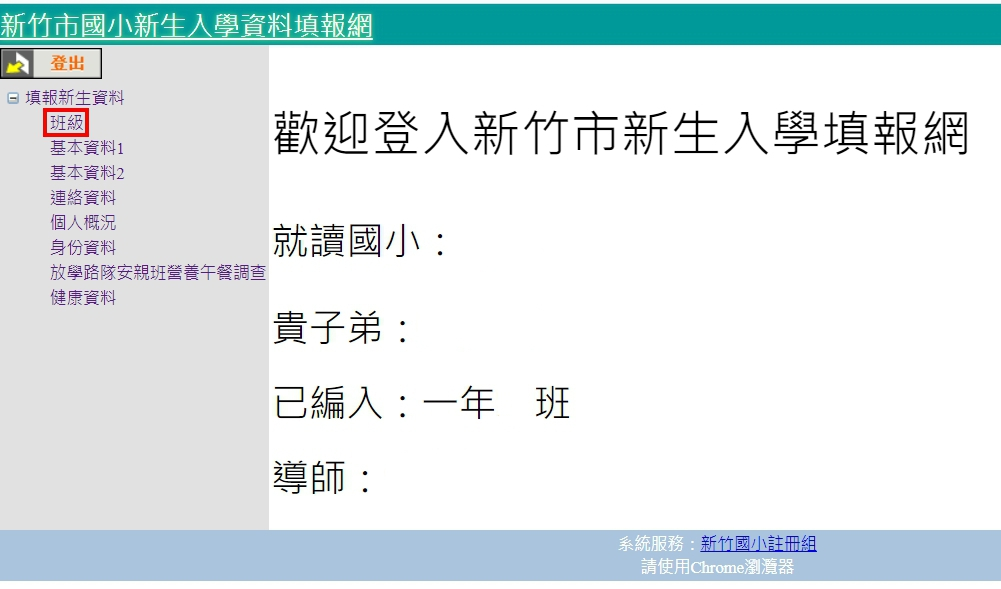 新竹市國小新生入學資料填報網
登出
填報新生資料
班級
基本資料1
基本資料2
連絡資料
個人概況
身份資料
放學路隊安親班營養午餐調查
健康資料
歡迎登入新竹市新生入學填報網
就讀國小：
貴子弟：
已編入：一年 班
導師：
系統服務：新竹國小註冊組
請使用Chrome瀏灠器